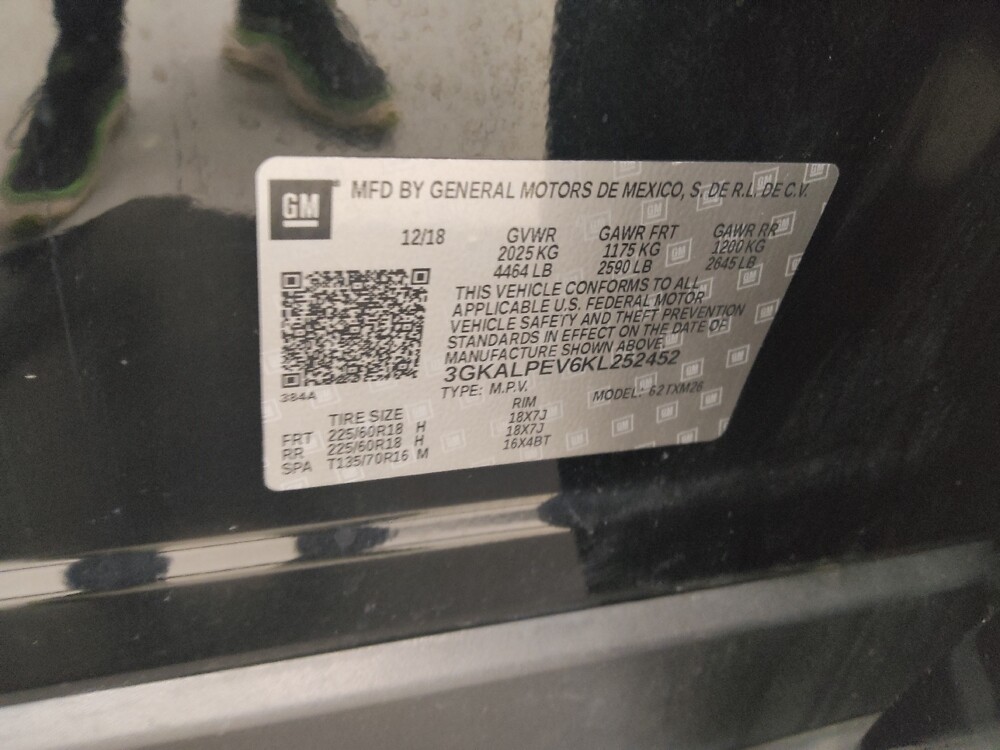 GM MFD BY GENERAL MOTORS DE MEXICO, S. DE R.L. DE C.V.
12/18
GVWR
2025 KG
4464 LB
GAWR FRT
1175 KG
2590 LB
GAWR RR
1200 KG
2645 LB
THIS VEHICLE CONFORMS TO ALL
APPLICABLE U.S. FEDERAL MOTOR
VEHICLE SAFETY AND THEFT PREVENTION
STANDARDS IN EFFECT ON THE DATE OF
MANUFACTURE SHOWN ABOVE.
3GKALPEV6KL252452
TYPE: M.P.V. MODEL: 62TXM26
384A
TIRE SIZE RIM
FRT 225/60R18 H 18X7J
RR 225/60R18 H 18X7J
SPA T135/70R16 M 16X4BT